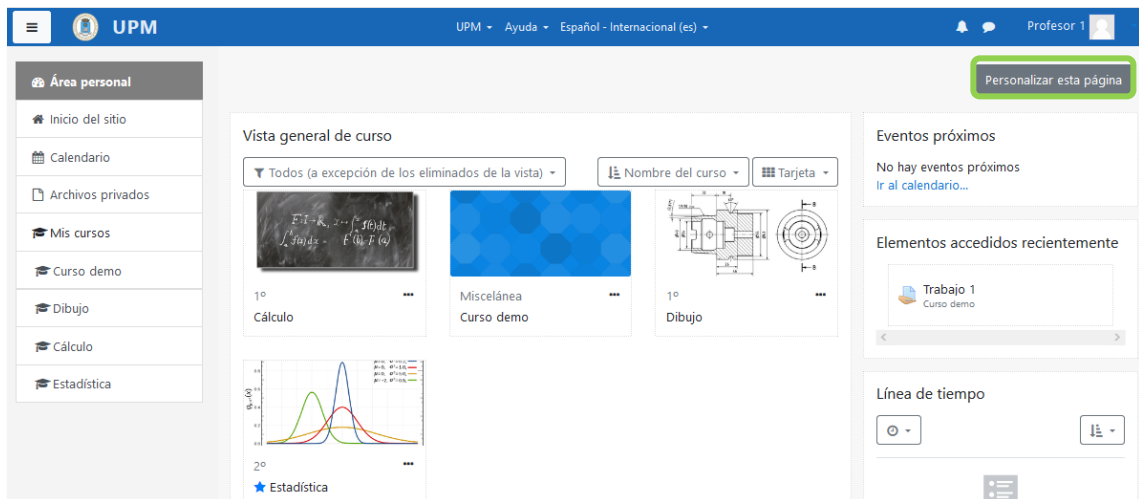 UPM
UPM Ayuda Español - Internacional (es)
Profesor 1
Área personal
Inicio del sitio
Calendario
Archivos privados
Mis cursos
Curso demo
Dibujo
Cálculo
Estadística
Personalizar esta página
Vista general de curso
Todos (a excepción de los eliminados de la vista)
Nombre del curso
Tarjeta
1º
Cálculo
Miscelánea
Curso demo
1º
Dibujo
2º
Estadística
Eventos próximos
No hay eventos próximos
Ir al calendario...
Elementos accedidos recientemente
Trabajo 1
Curso demo
Línea de tiempo